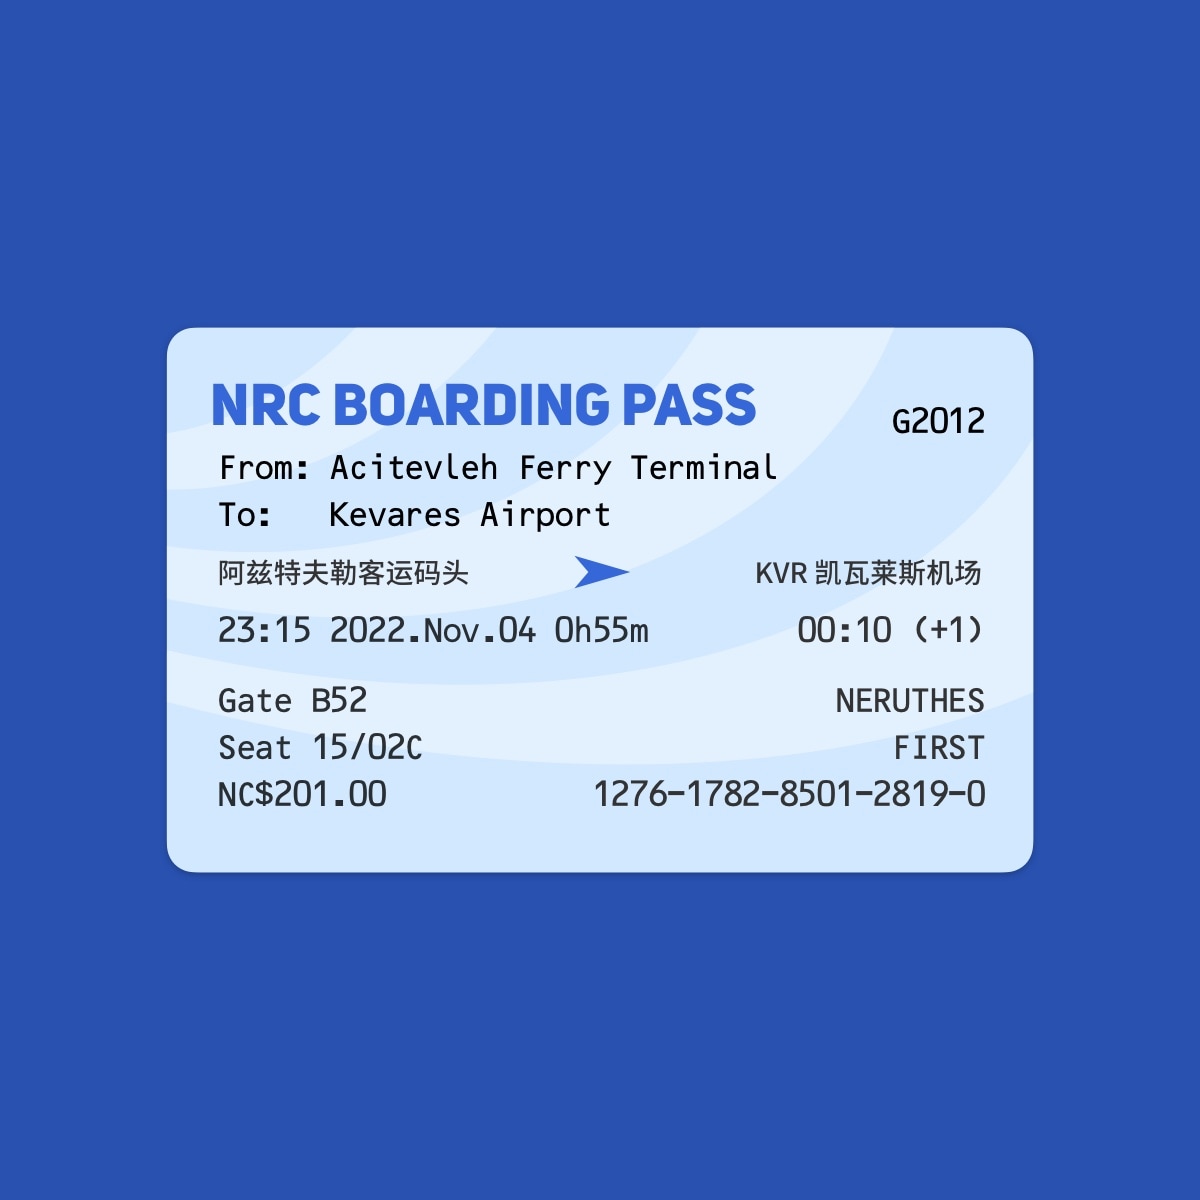 NRC BOARDING PASS
G2012
From: Acitevleh Ferry Terminal
To: Kevares Airport
阿兹特夫勒客运码头 KVR 凯瓦莱斯机场
23:15 2022.Nov.04 0h55m 00:10 (+1)
Gate B52 NERUTHES
Seat 15/02C FIRST
NC$201.00 1276-1782-8501-2819-0